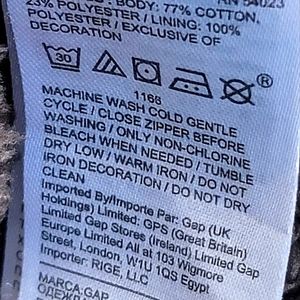 RN 54023
BODY: 77% COTTON,
23% POLYESTER / LINING: 100%
POLYESTER / EXCLUSIVE OF
DECORATION
30
®
1166
MACHINE WASH COLD GENTLE
CYCLE / CLOSE ZIPPER BEFORE
WASHING / ONLY NON-CHLORINE
BLEACH WHEN NEEDED / TUMBLE
DRY LOW / WARM IRON / DO NOT
IRON DECORATION / DO NOT DRY
CLEAN
Imported By/Importe Par: Gap (UK
Holdings) Limited: GPS (Great Britain)
Limited Gap Stores (Ireland) Limited Gap
Europe Limited All at 103 Wigmore
Street, London, W1U 1QS Egypt
Importer: RIGE, LLC
MARCA:GAP